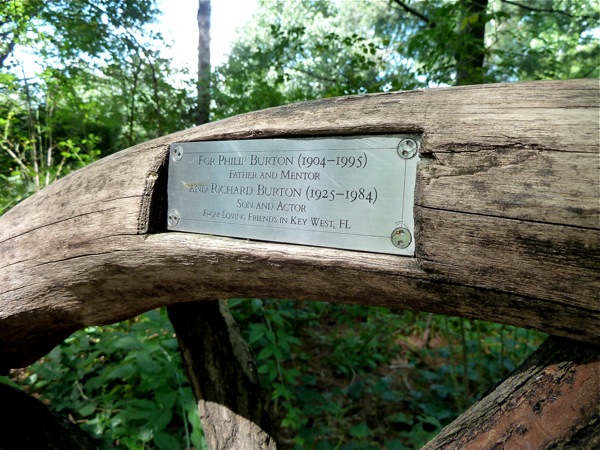 For Philip Burton (1904–1995)
Father and Mentor
and Richard Burton (1925–1984)
Son and Actor
From Loving Friends in Key West, FL